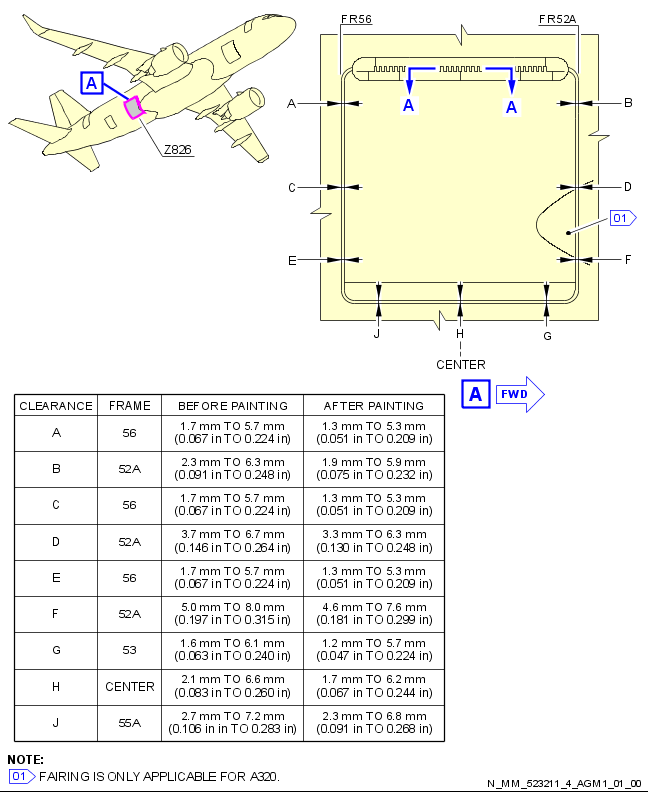 FR56
FR52A
A
Z826
A
A
A
B
C
D
01
E
F
J
H
G
CENTER
A
FWD
CLEARANCE FRAME BEFORE PAINTING AFTER PAINTING
A 56 1.7 mm TO 5.7 mm (0.067 in TO 0.224 in) 1.3 mm TO 5.3 mm (0.051 in TO 0.209 in)
B 52A 2.3 mm TO 6.3 mm (0.091 in TO 0.248 in) 1.9 mm TO 5.9 mm (0.075 in TO 0.232 in)
C 56 1.7 mm TO 5.7 mm (0.067 in TO 0.224 in) 1.3 mm TO 5.3 mm (0.051 in TO 0.209 in)
D 52A 3.7 mm TO 6.7 mm (0.146 in TO 0.264 in) 3.3 mm TO 6.3 mm (0.130 in TO 0.248 in)
E 56 1.7 mm TO 5.7 mm (0.067 in TO 0.224 in) 1.3 mm TO 5.3 mm (0.051 in TO 0.209 in)
F 52A 5.0 mm TO 8.0 mm (0.197 in TO 0.315 in) 4.6 mm TO 7.6 mm (0.181 in TO 0.299 in)
G 53 1.6 mm TO 6.1 mm (0.063 in TO 0.240 in) 1.2 mm TO 5.7 mm (0.047 in TO 0.224 in)
H CENTER 2.1 mm TO 6.6 mm (0.083 in TO 0.260 in) 1.7 mm TO 6.2 mm (0.067 in TO 0.244 in)
J 55A 2.7 mm TO 7.2 mm (0.106 in in TO 0.283 in) 2.3 mm TO 6.8 mm (0.091 in TO 0.268 in)
NOTE:
01 FAIRING IS ONLY APPLICABLE FOR A320.
N_MM_523211_4_AGM1_01_00